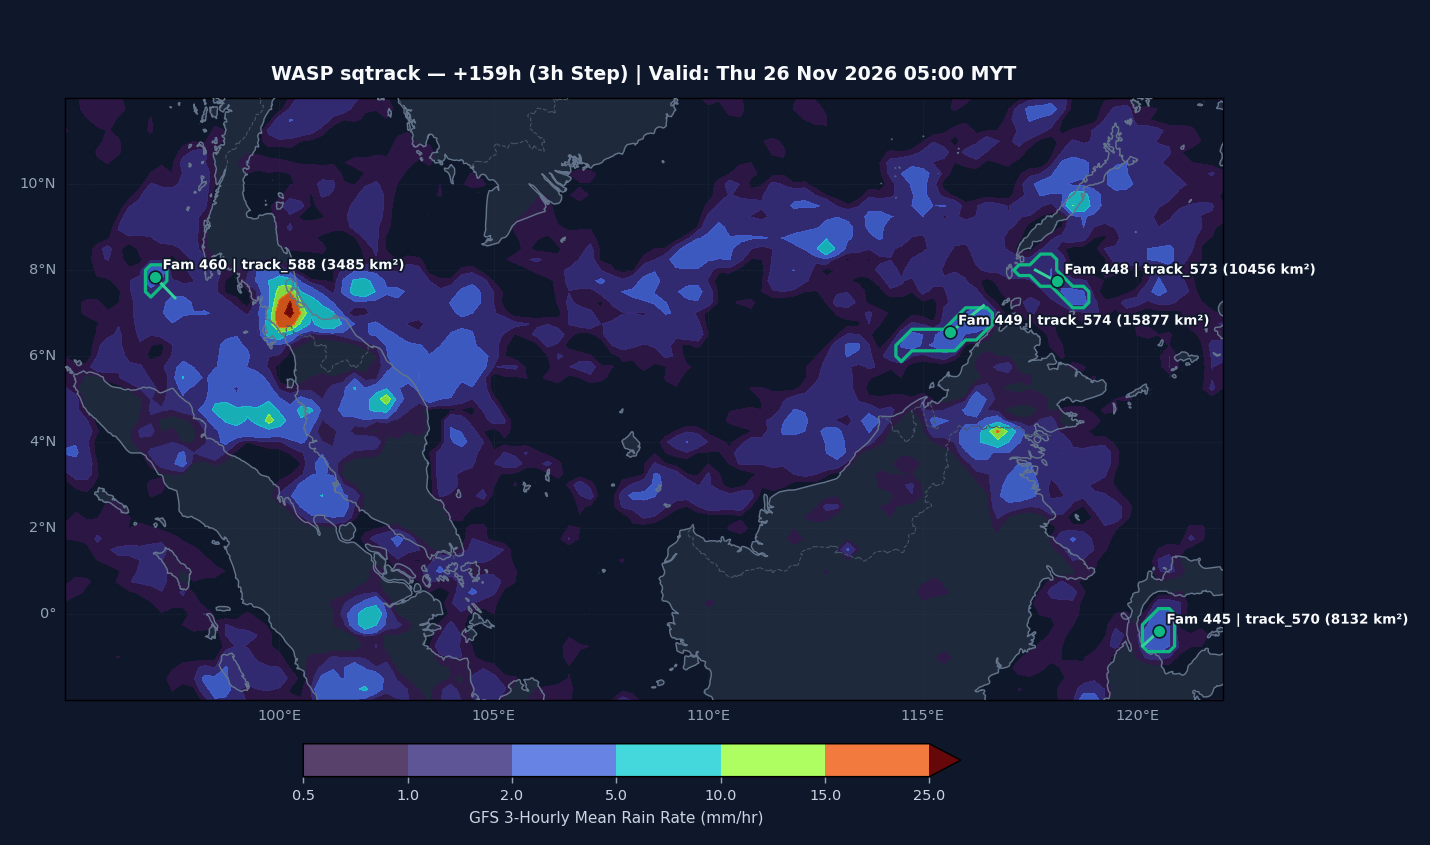 WASP sqtrack — +159h (3h Step) | Valid: Thu 26 Nov 2026 05:00 MYT
10°N
8°N
6°N
4°N
2°N
0°
Fam 460 | track_588 (3485 km²)
Fam 448 | track_573 (10456 km²)
Fam 449 | track_574 (15877 km²)
Fam 445 | track_570 (8132 km²)
100°E 105°E 110°E 115°E 120°E
0.5 1.0 2.0 5.0 10.0 15.0 25.0
GFS 3-Hourly Mean Rain Rate (mm/hr)